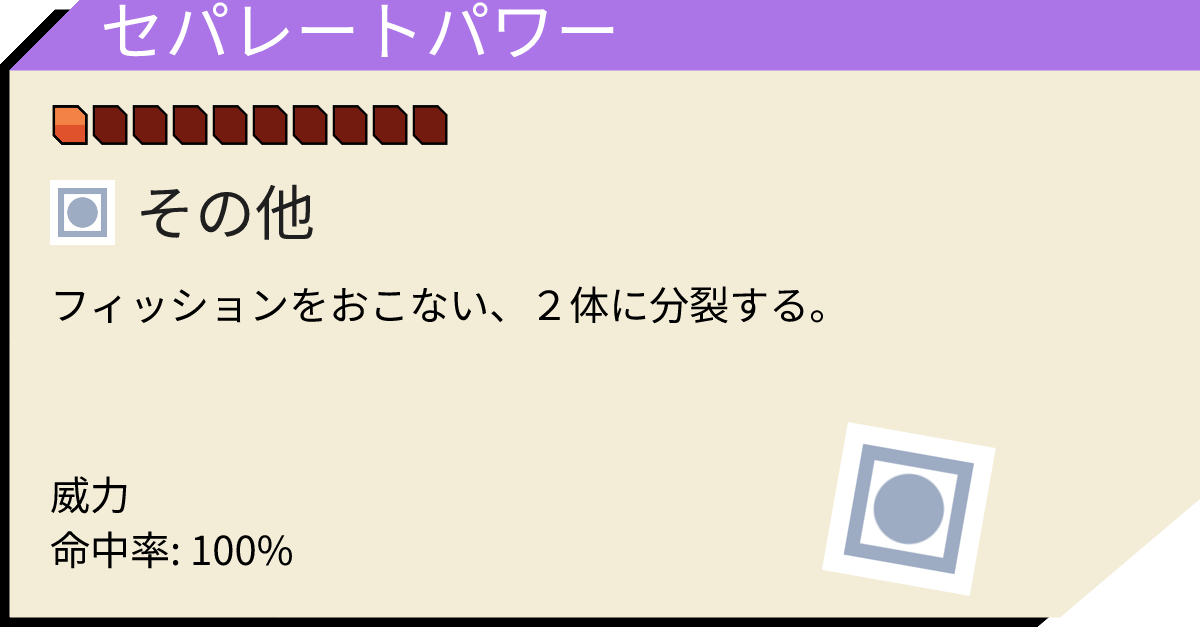 セパレートパワー
その他
フィッションをおこない、２体に分裂する。
威力
命中率: 100%